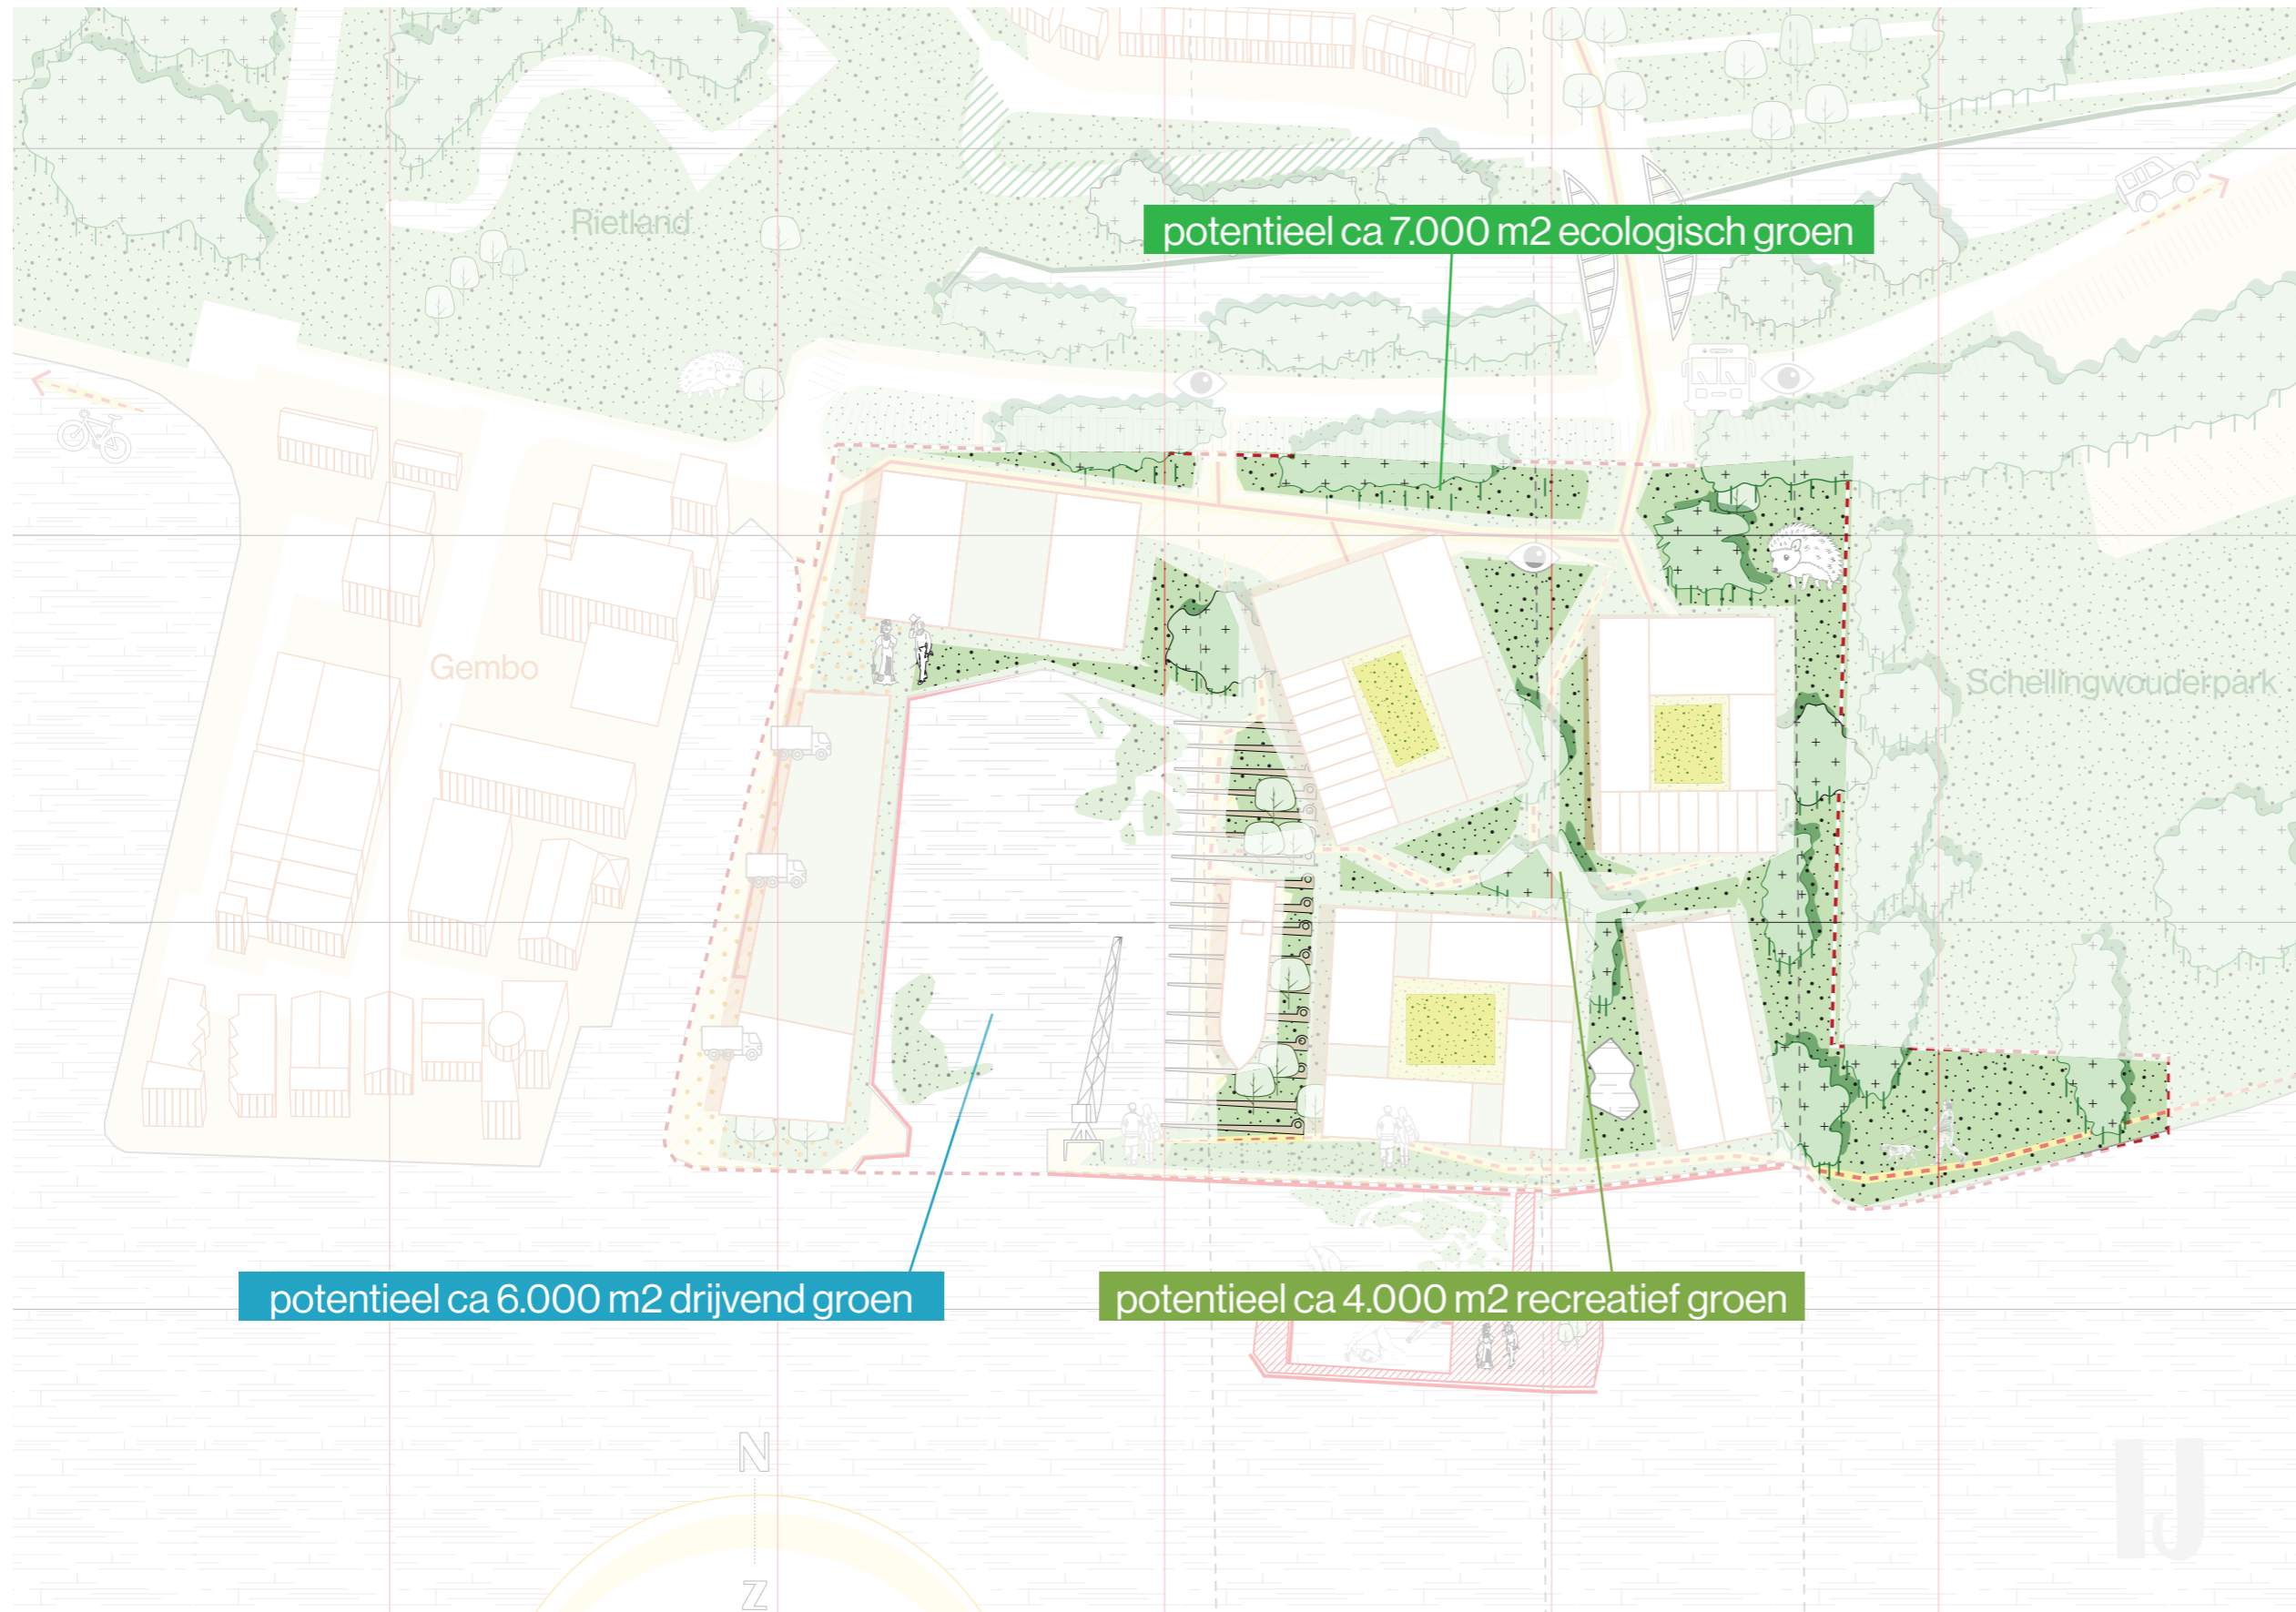 Rietland
potentieel ca 7.000 m2 ecologisch groen
Gembo
Schellingwouderpark
potentieel ca 6.000 m2 drijvend groen
potentieel ca 4.000 m2 recreatief groen
N
IJ
Z